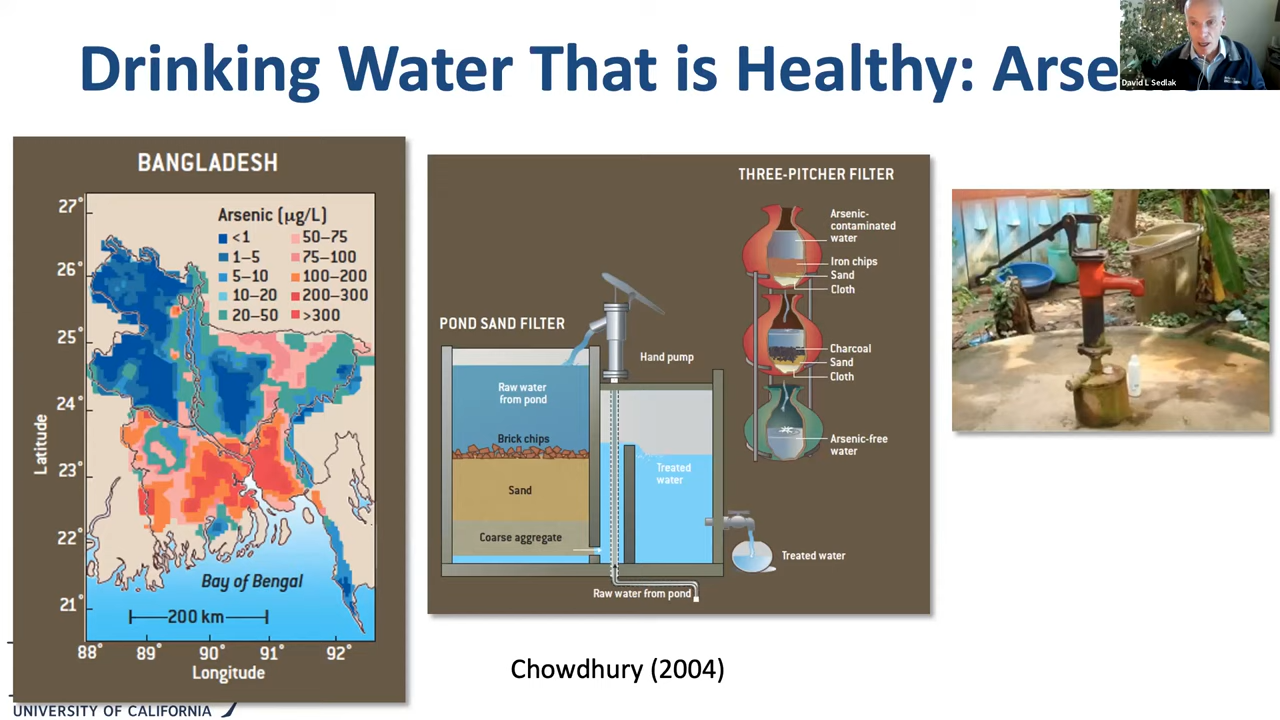 Drinking Water That is Healthy: Arse
David L Sedlak
BANGLADESH
Arsenic (µg/L)
<1
1–5
5–10
10–20
20–50
50–75
75–100
100–200
200–300
>300
27°
26°
25°
24°
23°
22°
21°
Latitude
Bay of Bengal
200 km
88°
89°
90°
91°
92°
Longitude
POND SAND FILTER
Hand pump
Raw water
from pond
Brick chips
Sand
Coarse aggregate
Treated
water
Treated water
Raw water from pond
THREE-PITCHER FILTER
Arsenic-
contaminated
water
Iron chips
Sand
Cloth
Charcoal
Sand
Cloth
Arsenic-free
water
Chowdhury (2004)
UNIVERSITY OF CALIFORNIA